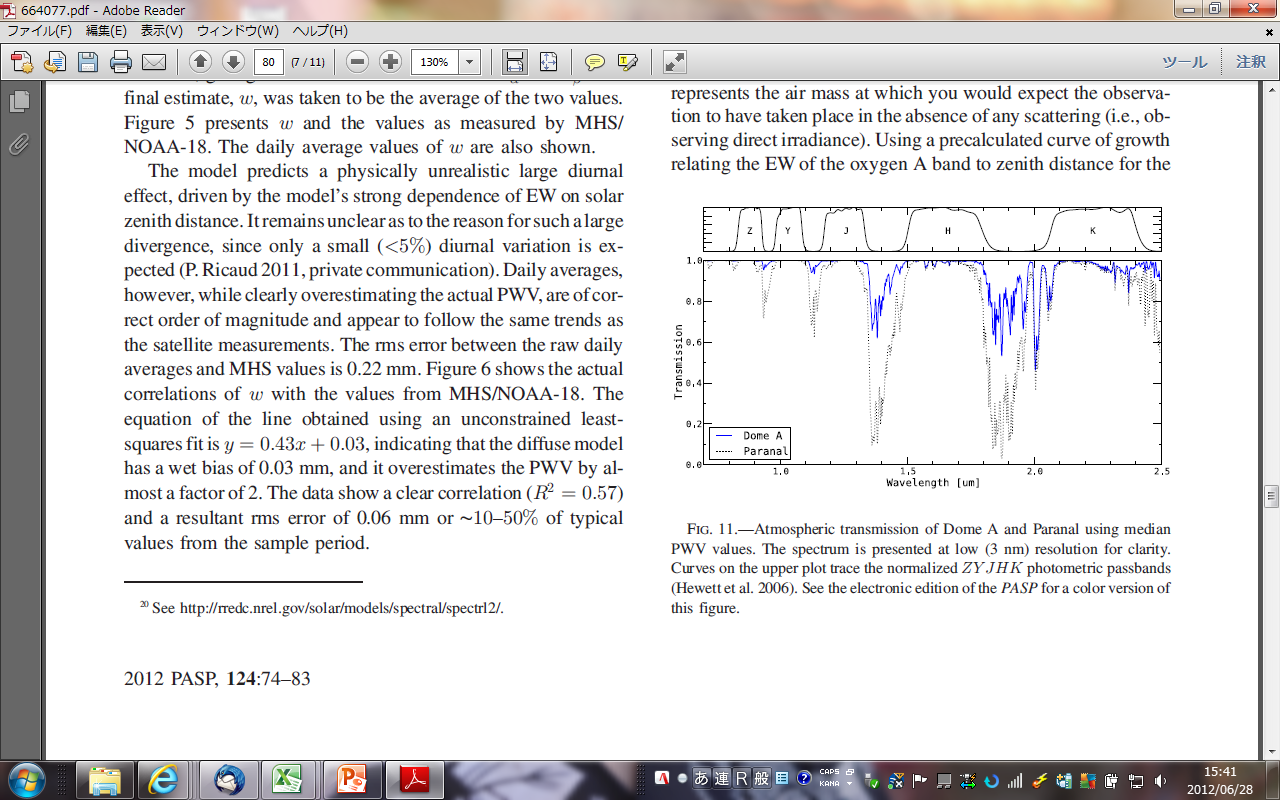 664077.pdf - Adobe Reader
ファイル(F) 編集(E) 表示(V) ウィンドウ(W) ヘルプ(H)
80 (7 / 11) 130% ツール 注釈
final estimate, w, was taken to be the average of the two values.
Figure 5 presents w and the values as measured by MHS/
NOAA-18. The daily average values of w are also shown.
The model predicts a physically unrealistic large diurnal
effect, driven by the model's strong dependence of EW on solar
zenith distance. It remains unclear as to the reason for such a large
divergence, since only a small (<5%) diurnal variation is ex-
pected (P. Ricaud 2011, private communication). Daily averages,
however, while clearly overestimating the actual PWV, are of cor-
rect order of magnitude and appear to follow the same trends as
the satellite measurements. The rms error between the raw daily
averages and MHS values is 0.22 mm. Figure 6 shows the actual
correlations of w with the values from MHS/NOAA-18. The
equation of the line obtained using an unconstrained least-
squares fit is y = 0.43x + 0.03, indicating that the diffuse model
has a wet bias of 0.03 mm, and it overestimates the PWV by al-
most a factor of 2. The data show a clear correlation (R² = 0.57)
and a resultant rms error of 0.06 mm or ~10–50% of typical
values from the sample period.
20 See http://rredc.nrel.gov/solar/models/spectral/spectrl2/.
2012 PASP, 124:74–83
represents the air mass at which you would expect the observa-
tion to have taken place in the absence of any scattering (i.e., ob-
serving direct irradiance). Using a precalculated curve of growth
relating the EW of the oxygen A band to zenith distance for the
Z Y J H K
1.0
0.8
0.6
0.4
0.2
0.0
Transmission
Dome A
Paranal
1.0 1.5 2.0 2.5
Wavelength [um]
FIG. 11.—Atmospheric transmission of Dome A and Paranal using median
PWV values. The spectrum is presented at low (3 nm) resolution for clarity.
Curves on the upper plot trace the normalized ZYJHK photometric passbands
(Hewett et al. 2006). See the electronic edition of the PASP for a color version of
this figure.
A あ 連 R 般 CAPS KANA
15:41
2012/06/28